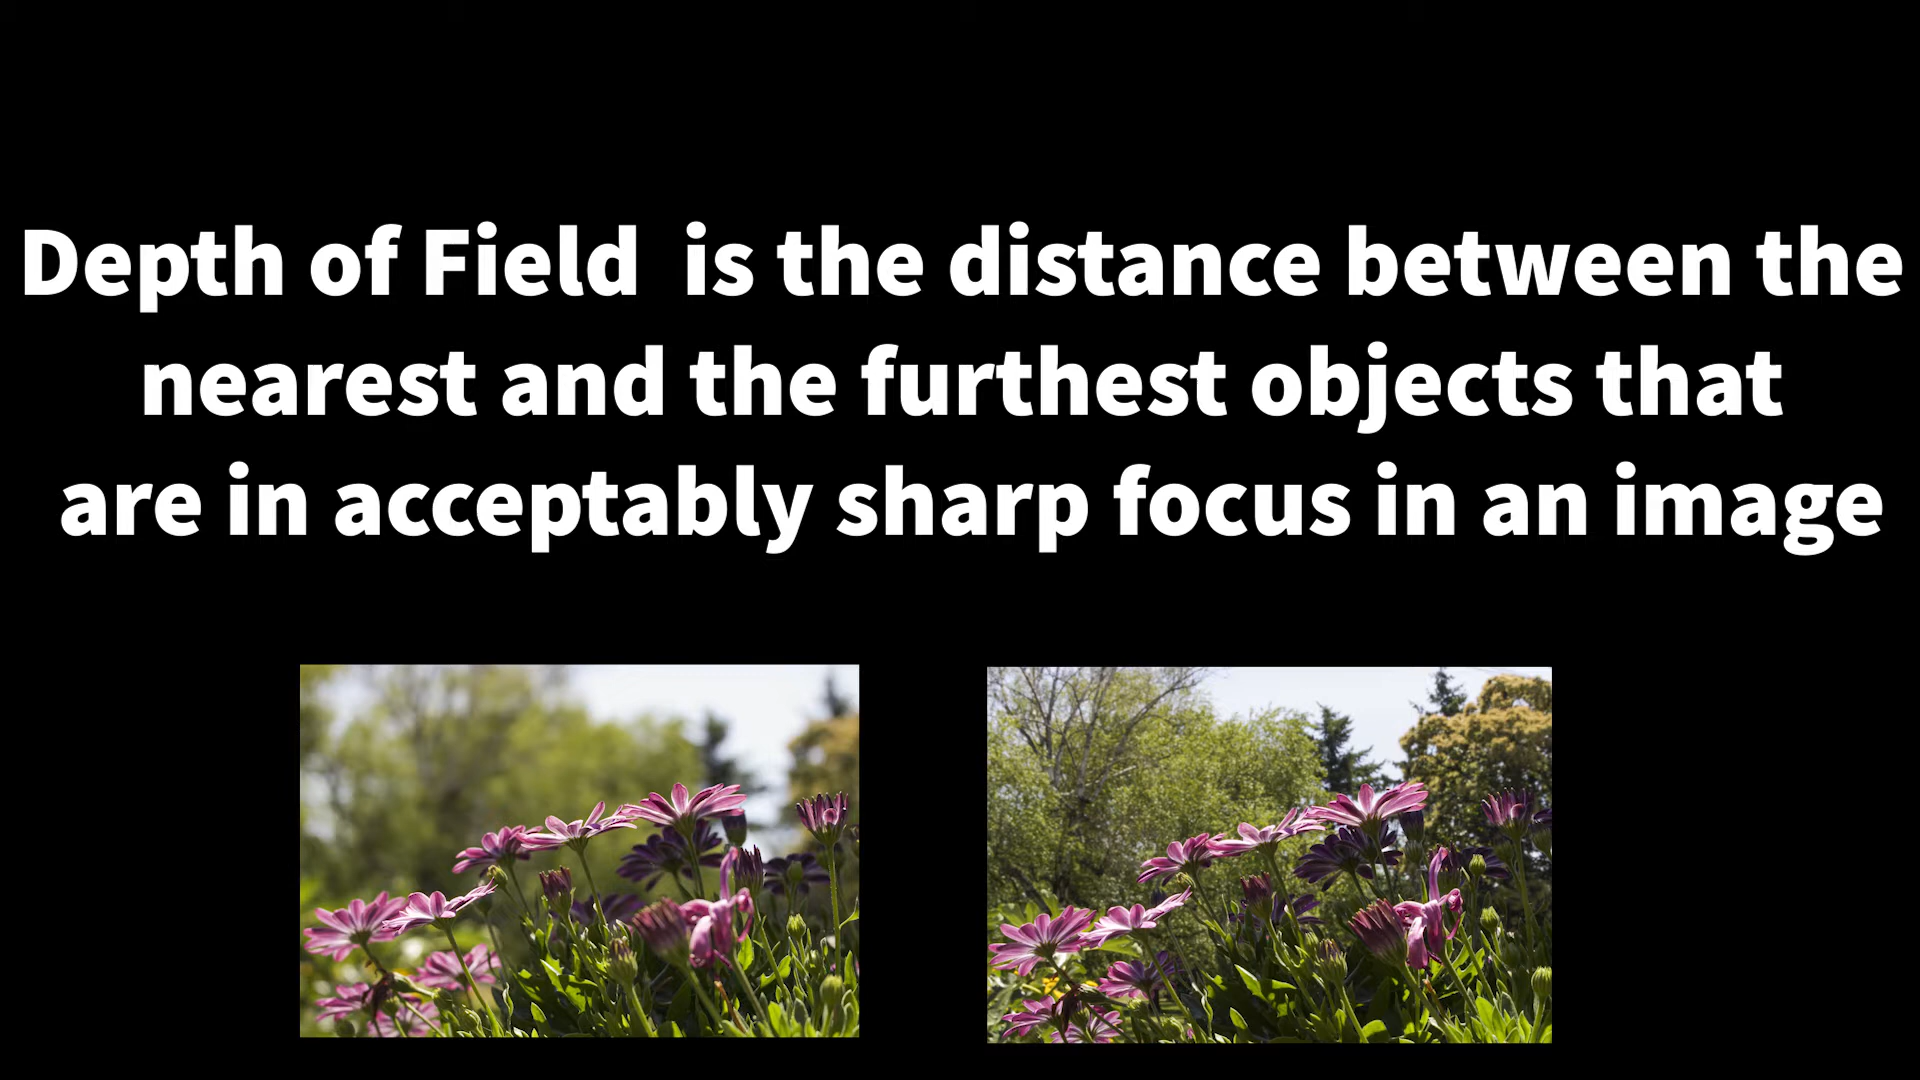 Depth of Field  is the distance between the
nearest and the furthest objects that
are in acceptably sharp focus in an image